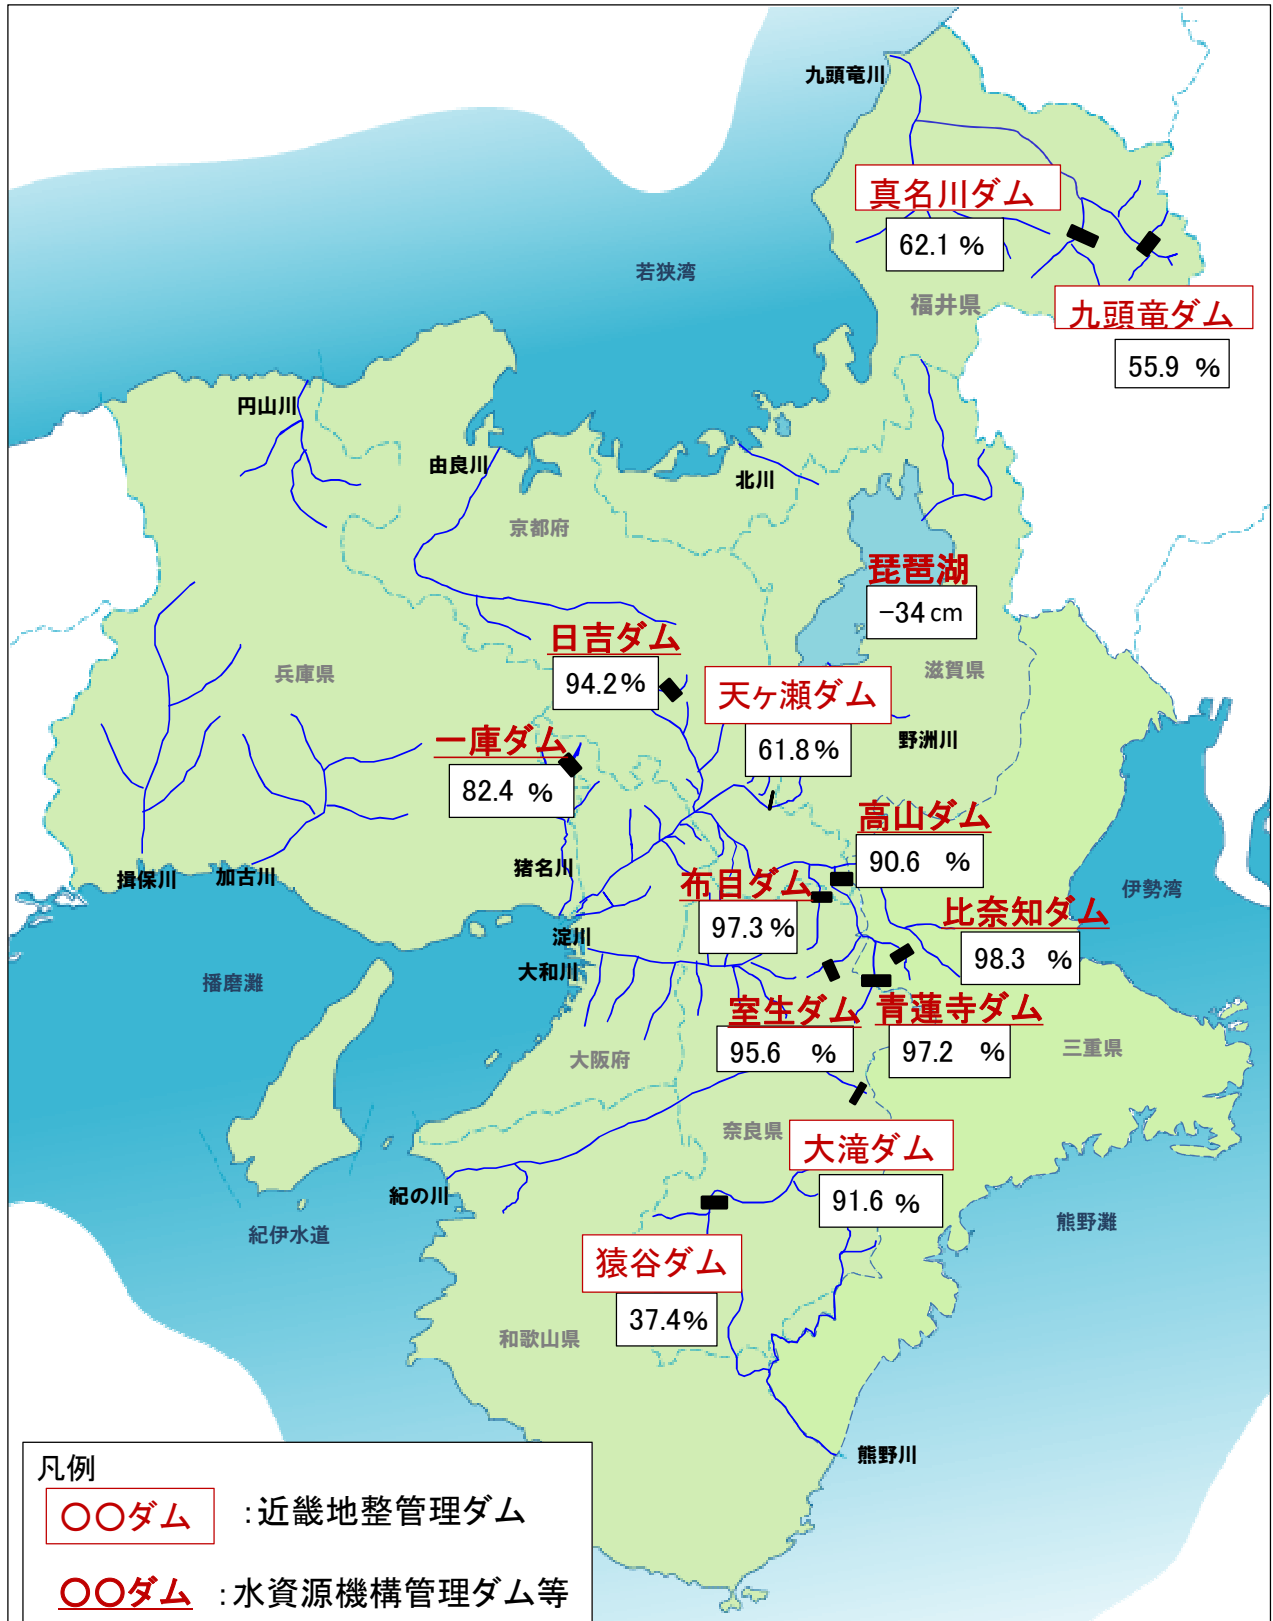 九頭竜川
真名川ダム
62.1 %
若狭湾
福井県
九頭竜ダム
55.9 %
円山川
由良川
北川
京都府
琵琶湖
-34 cm
日吉ダム
94.2%
兵庫県
滋賀県
天ヶ瀬ダム
61.8%
野洲川
一庫ダム
82.4 %
高山ダム
90.6 %
猪名川
揖保川
加古川
布目ダム
97.3%
伊勢湾
比奈知ダム
98.3 %
淀川
大和川
播磨灘
室生ダム
95.6 %
青蓮寺ダム
97.2 %
大阪府
三重県
奈良県
大滝ダム
91.6 %
紀の川
紀伊水道
熊野灘
猿谷ダム
37.4%
和歌山県
熊野川
凡例
〇〇ダム :近畿地整管理ダム
〇〇ダム :水資源機構管理ダム等